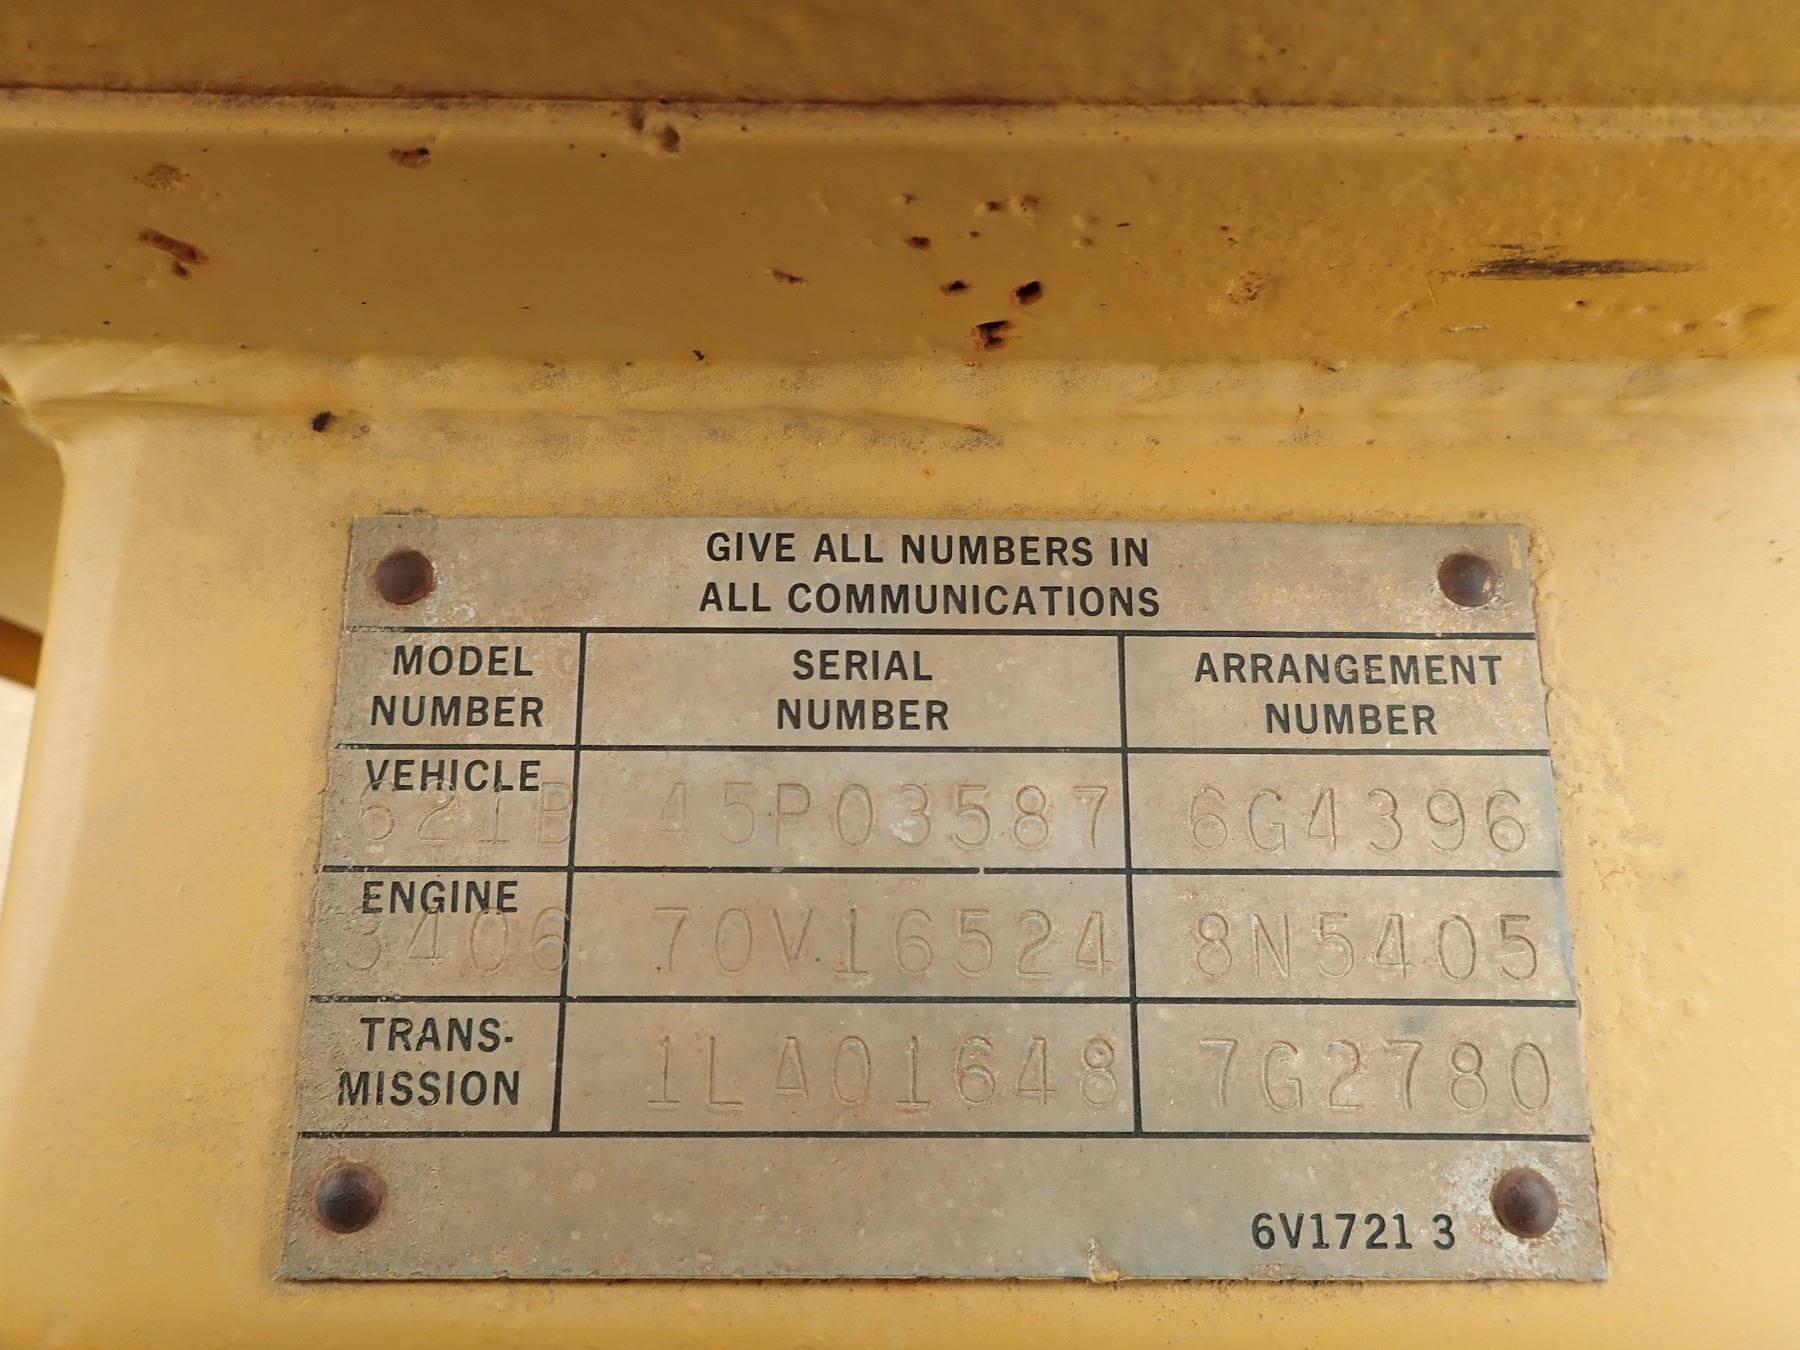 GIVE ALL NUMBERS IN
ALL COMMUNICATIONS
MODEL NUMBER SERIAL NUMBER ARRANGEMENT NUMBER
VEHICLE
621B 45P03587 6G4396
ENGINE
3406 70V16524 8N5405
TRANS-
MISSION 1LA01648 7G2780
6V1721 3